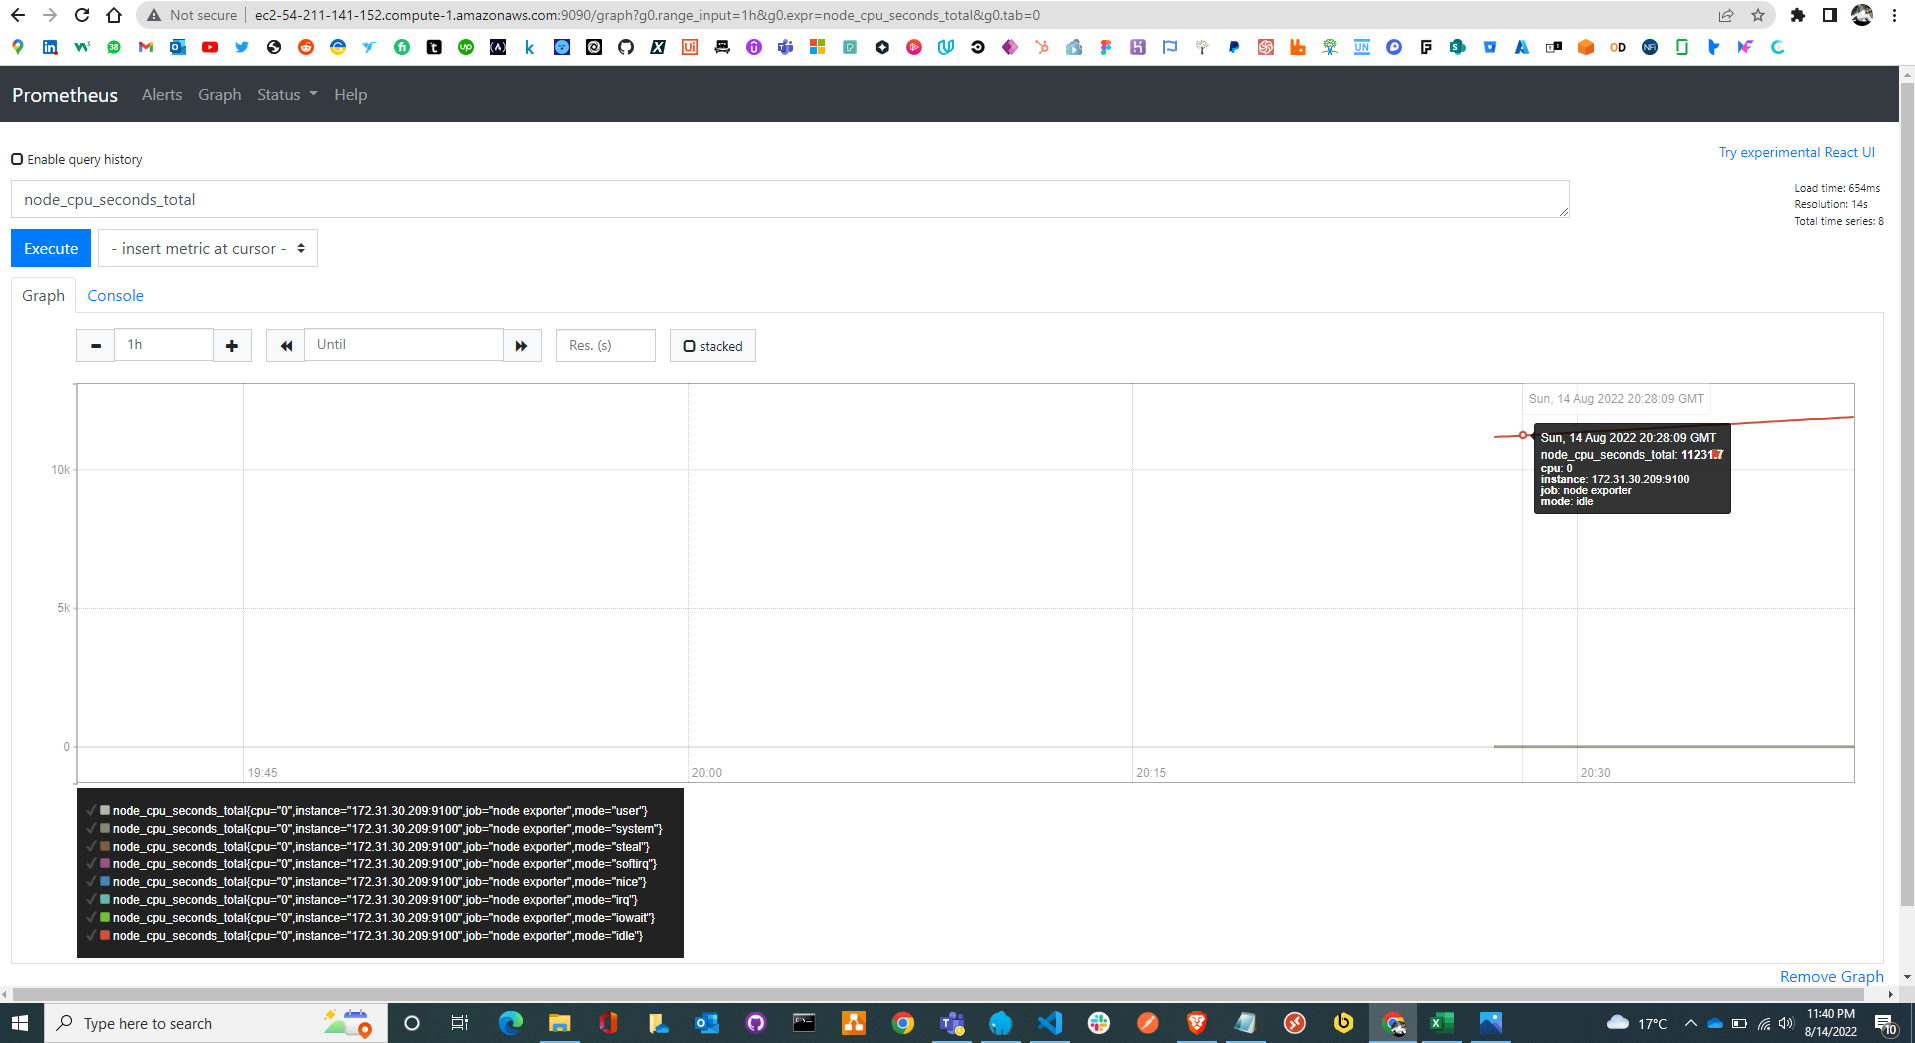 Not secure ec2-54-211-141-152.compute-1.amazonaws.com:9090/graph?g0.range_input=1h&g0.expr=node_cpu_seconds_total&g0.tab=0
Prometheus Alerts Graph Status Help
Enable query history
Try experimental React UI
node_cpu_seconds_total
Load time: 654ms
Resolution: 14s
Total time series: 8
Execute - insert metric at cursor -
Graph Console
1h Until Res. (s) stacked
Sun, 14 Aug 2022 20:28:09 GMT
Sun, 14 Aug 2022 20:28:09 GMT
node_cpu_seconds_total: 11231.7
cpu: 0
instance: 172.31.30.209:9100
job: node exporter
mode: idle
10k
5k
0
19:45 20:00 20:15 20:30
node_cpu_seconds_total{cpu="0",instance="172.31.30.209:9100",job="node exporter",mode="user"}
node_cpu_seconds_total{cpu="0",instance="172.31.30.209:9100",job="node exporter",mode="system"}
node_cpu_seconds_total{cpu="0",instance="172.31.30.209:9100",job="node exporter",mode="steal"}
node_cpu_seconds_total{cpu="0",instance="172.31.30.209:9100",job="node exporter",mode="softirq"}
node_cpu_seconds_total{cpu="0",instance="172.31.30.209:9100",job="node exporter",mode="nice"}
node_cpu_seconds_total{cpu="0",instance="172.31.30.209:9100",job="node exporter",mode="irq"}
node_cpu_seconds_total{cpu="0",instance="172.31.30.209:9100",job="node exporter",mode="iowait"}
node_cpu_seconds_total{cpu="0",instance="172.31.30.209:9100",job="node exporter",mode="idle"}
Remove Graph
Type here to search
17°C
11:40 PM
8/14/2022
10